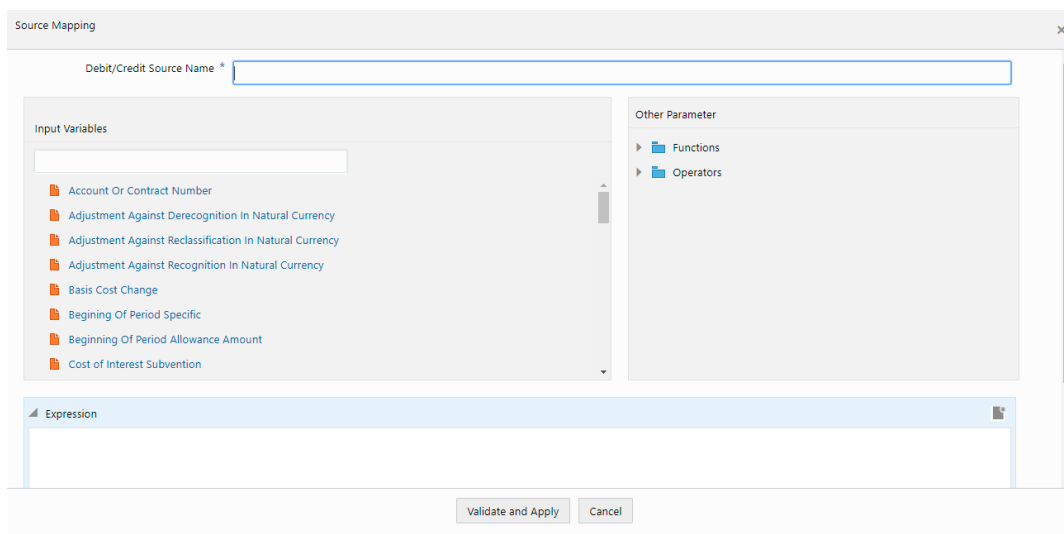 Source Mapping
Debit/Credit Source Name *
Input Variables
Account Or Contract Number
Adjustment Against Derecognition In Natural Currency
Adjustment Against Reclassification In Natural Currency
Adjustment Against Recognition In Natural Currency
Basis Cost Change
Begining Of Period Specific
Beginning Of Period Allowance Amount
Cost of Interest Subvention
Other Parameter
Functions
Operators
Expression
Validate and Apply Cancel